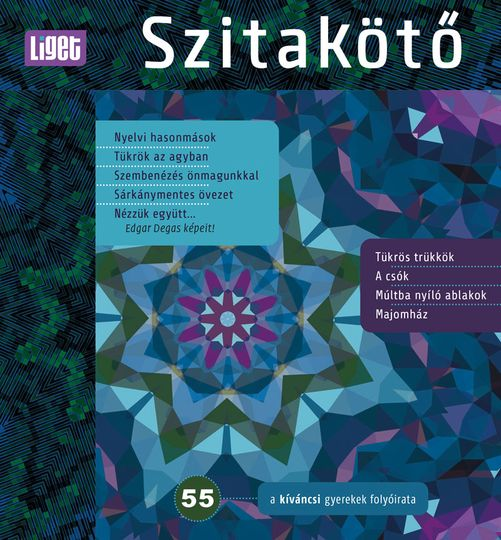 Liget
Szitakötő
Nyelvi hasonmások
Tükrök az agyban
Szembenézés önmagunkkal
Sárkánymentes övezet
Nézzük együtt...
Edgar Degas képeit!
Tükrös trükkök
A csók
Múltba nyíló ablakok
Majomház
55
a kíváncsi gyerekek folyóirata